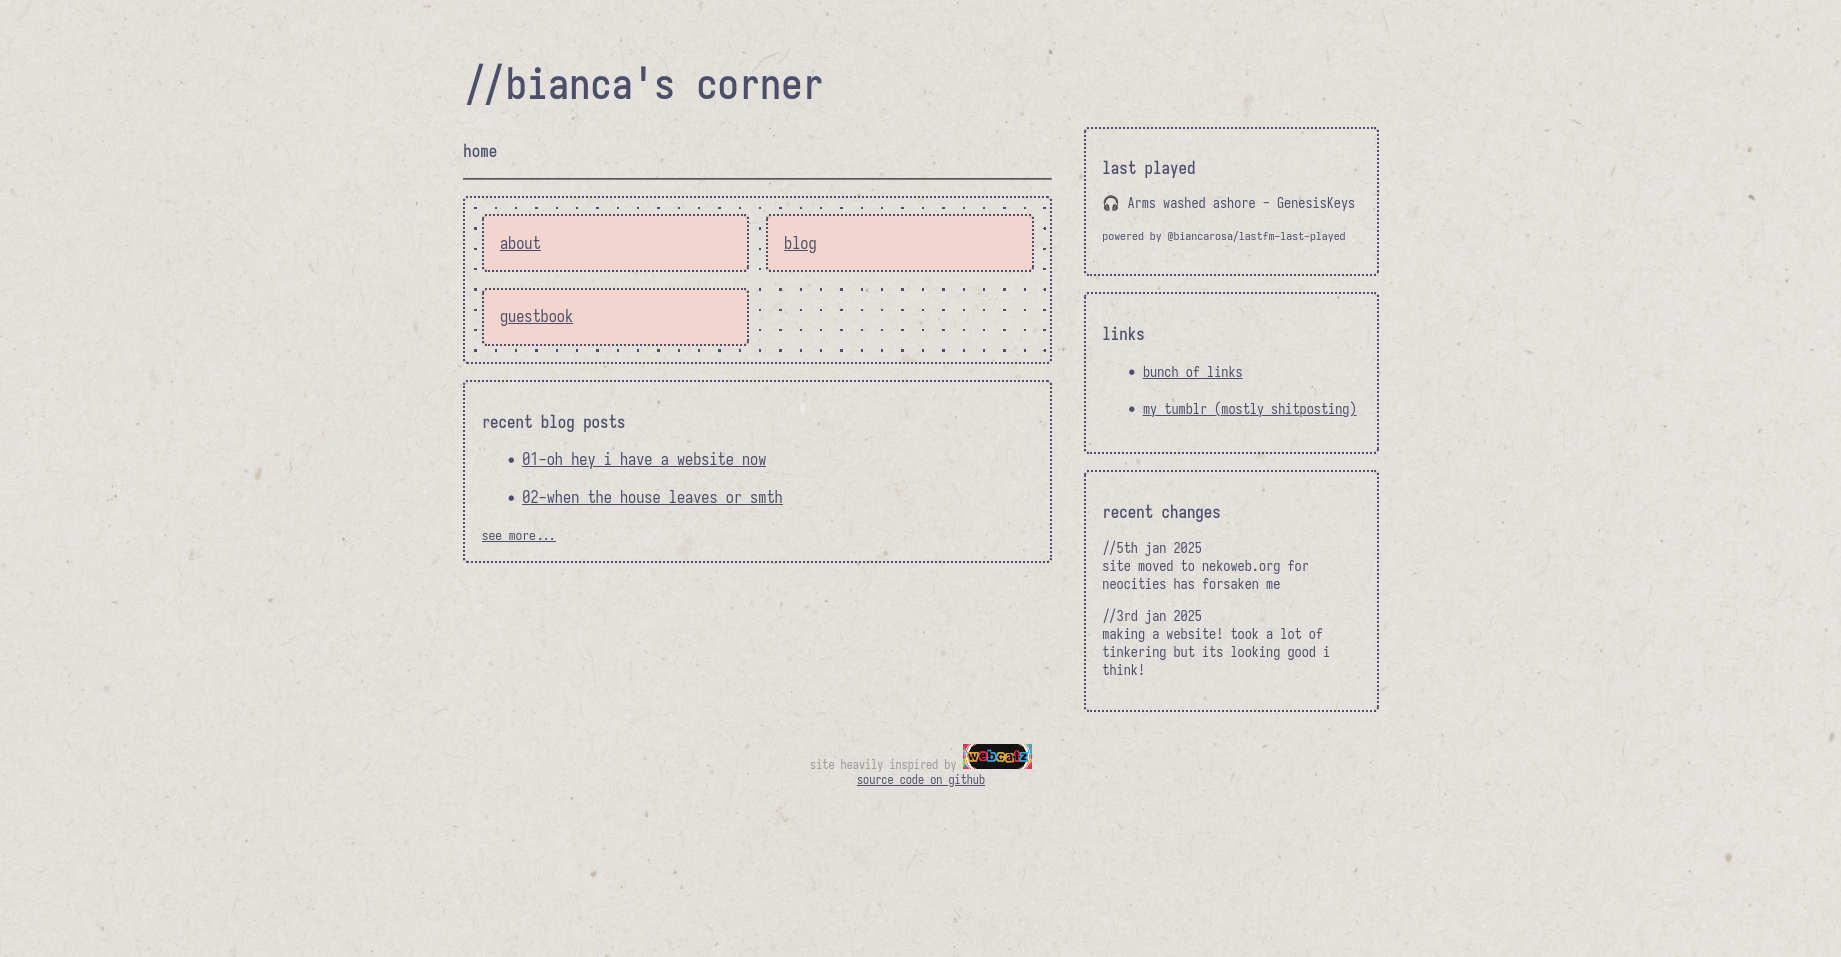 //bianca's corner
home
about
blog
guestbook
recent blog posts
01-oh hey i have a website now
02-when the house leaves or smth
see more...
last played
🎧 Arms washed ashore - GenesisKeys
powered by @biancarosa/lastfm-last-played
links
bunch of links
my tumblr (mostly shitposting)
recent changes
//5th jan 2025
site moved to nekoweb.org for
neocities has forsaken me
//3rd jan 2025
making a website! took a lot of
tinkering but its looking good i
think!
site heavily inspired by webcatz
source code on github